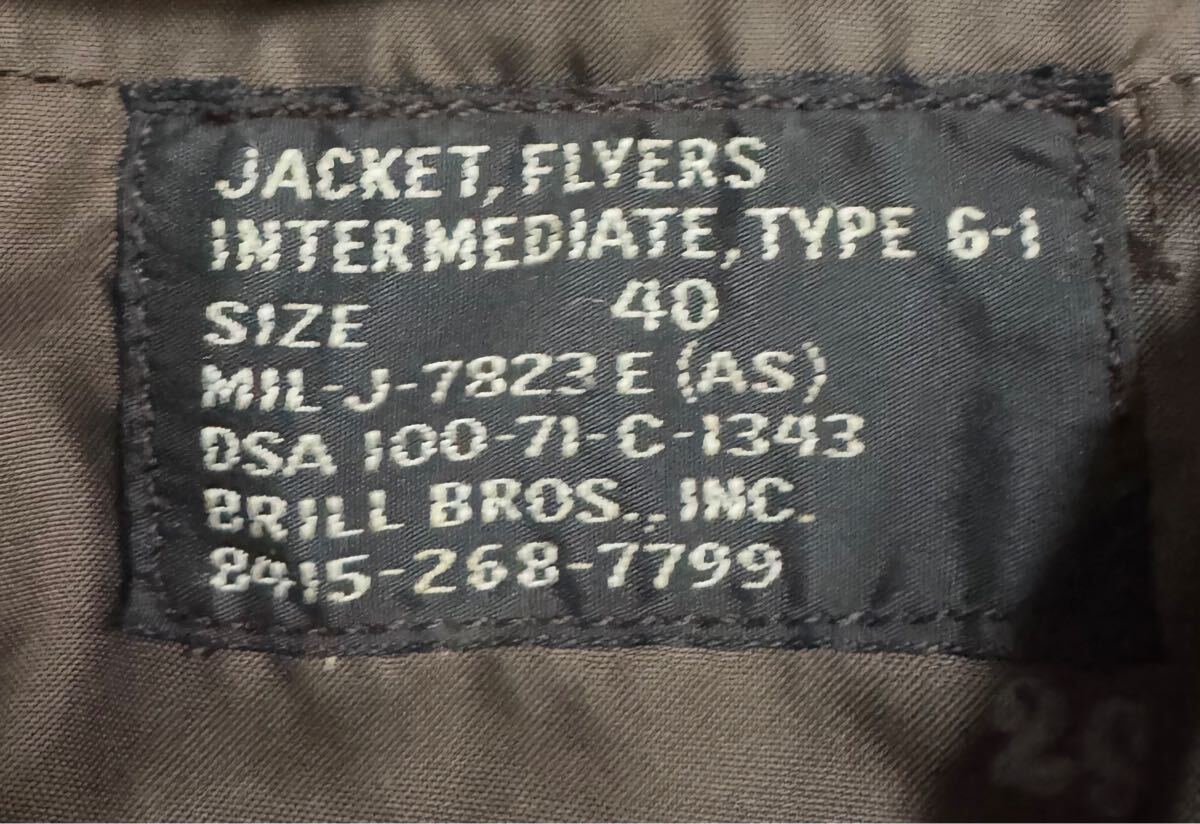 JACKET, FLYERS
INTERMEDIATE, TYPE G-1
SIZE 40
MIL-J-7823 E (AS)
DSA 100-71-C-1343
BRILL BROS., INC.
8415-268-7799